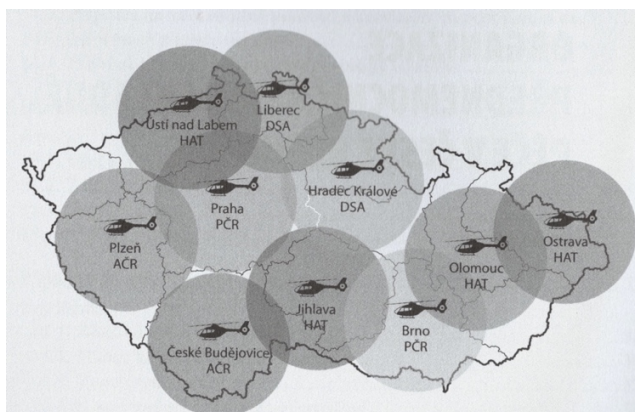 Liberec
DSA
Ústí nad Labem
HAT
Hradec Králové
DSA
Praha
PČR
Plzeň
AČR
Ostrava
HAT
Olomouc
HAT
Jihlava
HAT
Brno
PČR
České Budějovice
AČR